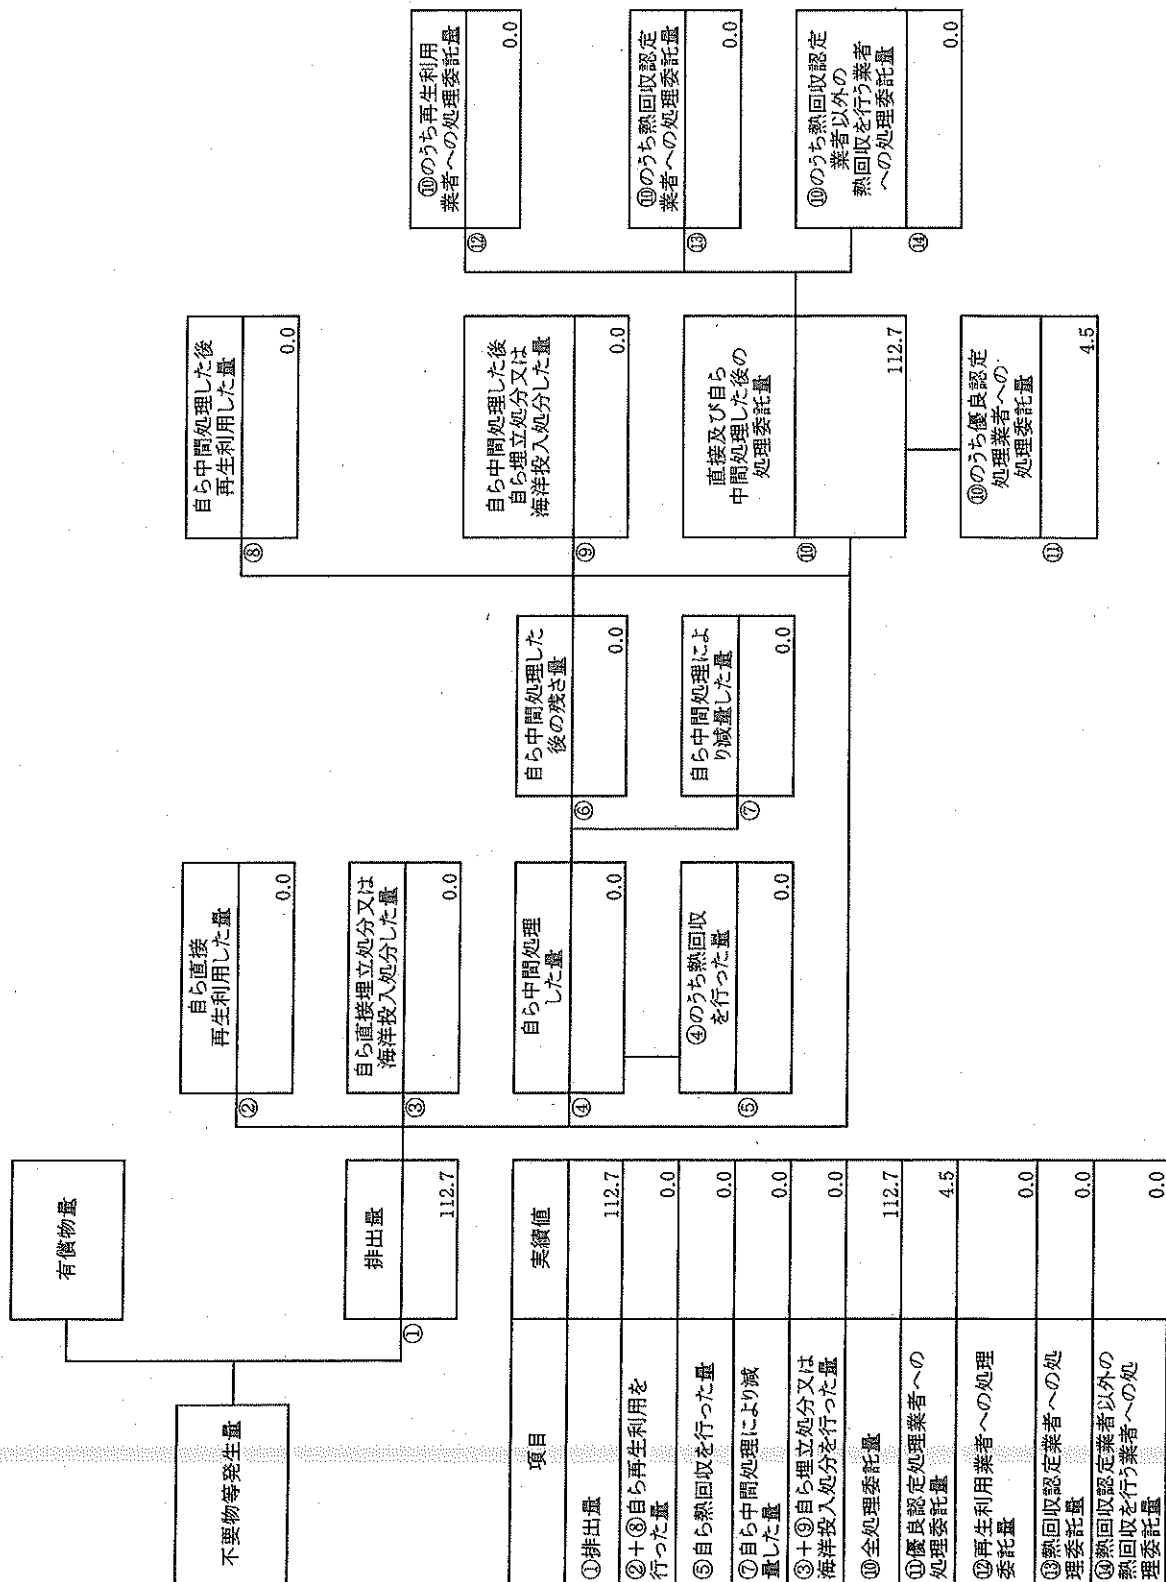 不要物等発生量
有償物量
排出量
①
112.7
自ら直接
再生利用した量
②
0.0
自ら直接埋立処分又は
海洋投入処分した量
③
0.0
自ら中間処理
した量
④
0.0
④のうち熱回収
を行った量
⑤
0.0
自ら中間処理した
後の残さ量
⑥
0.0
自ら中間処理によ
り減量した量
⑦
0.0
自ら中間処理した後
再生利用した量
⑧
0.0
自ら中間処理した後
自ら埋立処分又は
海洋投入処分した量
⑨
0.0
直接及び自ら
中間処理した後の
処理委託量
⑩
112.7
⑩のうち優良認定
処理業者への
処理委託量
⑪
4.5
⑩のうち再生利用
業者への処理委託量
⑫
0.0
⑩のうち熱回収認定
業者への処理委託量
⑬
0.0
⑩のうち熱回収認定
業者以外の
熱回収を行う業者
への処理委託量
⑭
0.0
項目 実績値
①排出量 112.7
②+⑧自ら再生利用を
行った量 0.0
⑤自ら熱回収を行った量 0.0
⑦自ら中間処理により減
量した量 0.0
③+⑨自ら埋立処分又は
海洋投入処分を行った量 0.0
⑩全処理委託量 112.7
⑪優良認定処理業者への
処理委託量 4.5
⑫再生利用業者への処理
委託量 0.0
⑬熱回収認定業者への処
理委託量 0.0
⑭熱回収認定業者以外の
熱回収を行う業者への処
理委託量 0.0